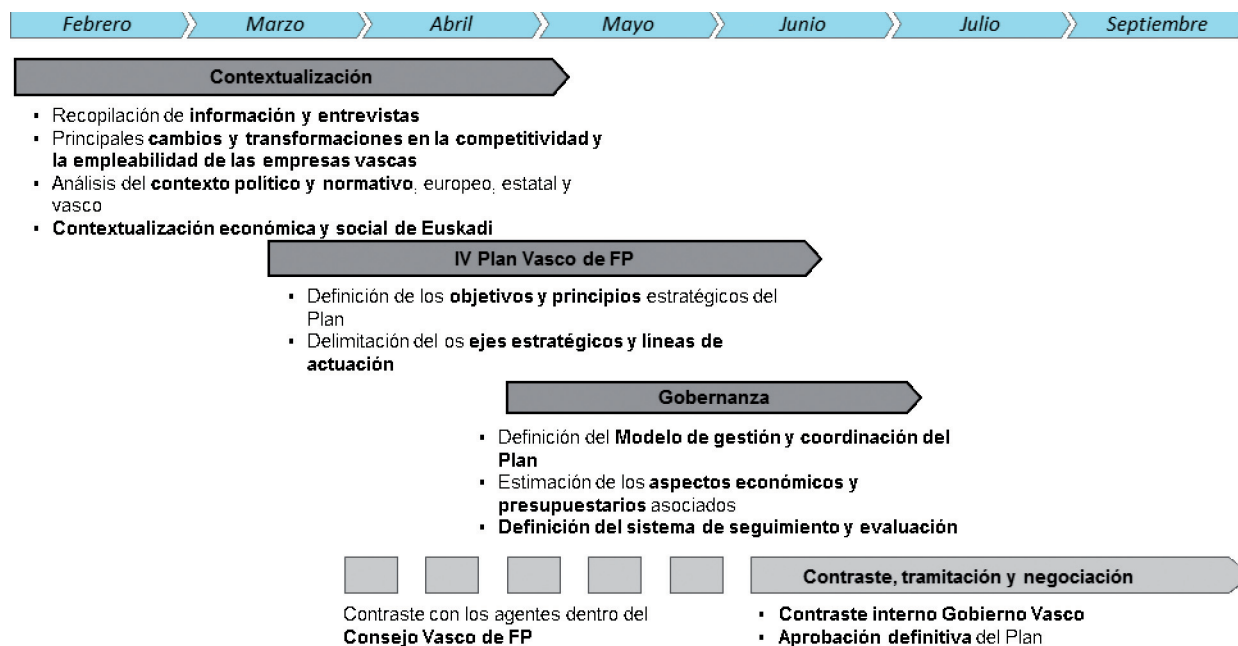 Febrero Marzo Abril Mayo Junio Julio Septiembre
Contextualización
▪ Recopilación de información y entrevistas
▪ Principales cambios y transformaciones en la competitividad y
la empleabilidad de las empresas vascas
▪ Análisis del contexto político y normativo, europeo, estatal y
vasco
▪ Contextualización económica y social de Euskadi
IV Plan Vasco de FP
▪ Definición de los objetivos y principios estratégicos del
Plan
▪ Delimitación del os ejes estratégicos y líneas de
actuación
Gobernanza
▪ Definición del Modelo de gestión y coordinación del
Plan
▪ Estimación de los aspectos económicos y
presupuestarios asociados
▪ Definición del sistema de seguimiento y evaluación
Contraste, tramitación y negociación
Contraste con los agentes dentro del
Consejo Vasco de FP
▪ Contraste interno Gobierno Vasco
▪ Aprobación definitiva del Plan